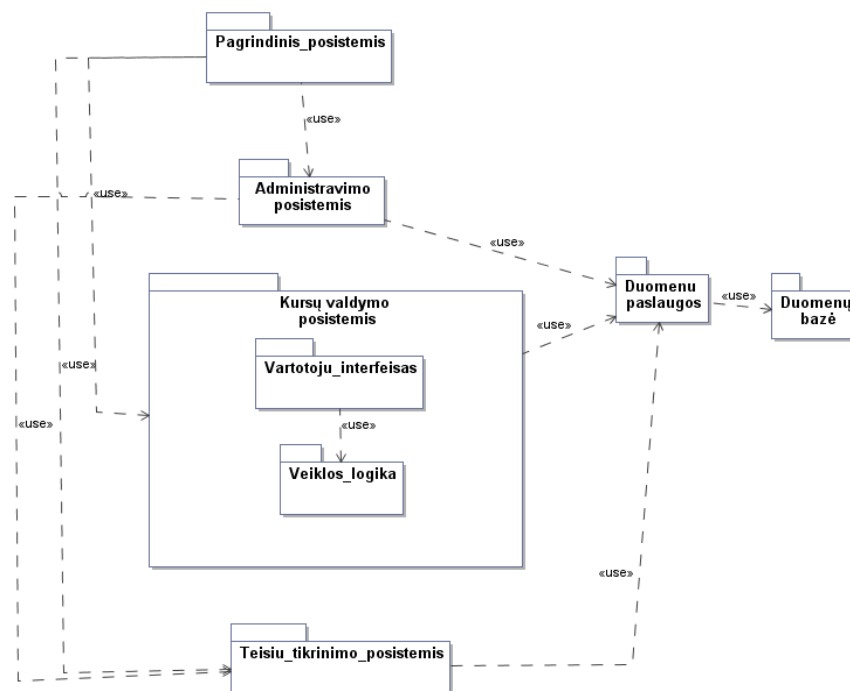 Pagrindinis_posistemis
«use»
Administravimo
posistemis
«use»
«use»
Duomenu
paslaugos
«use»
Duomenų
bazė
Kursų valdymo
posistemis
«use»
Vartotoju_interfeisas
«use»
«use»
«use»
Veiklos_logika
«use»
Teisiu_tikrinimo_posistemis